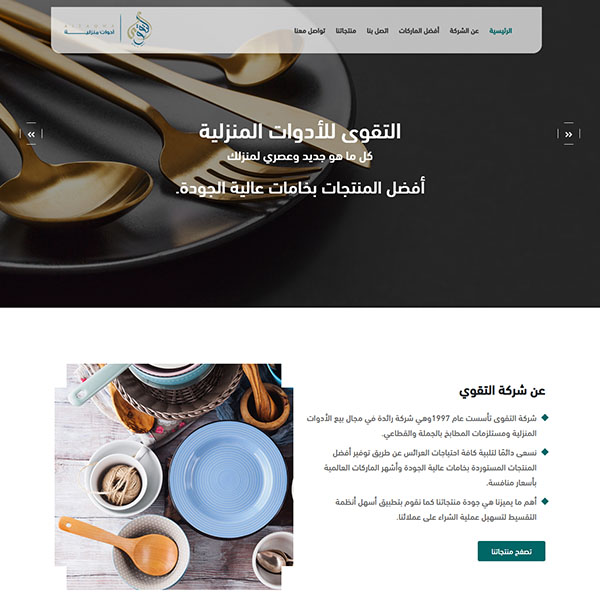 الرئيسية
عن الشركة
أفضل الماركات
اتصل بنا
منتجاتنا
تواصل معنا
التقوى
أدوات منزلية
التقوى للأدوات المنزلية
كل ما هو جديد وعصري لمنزلك
أفضل المنتجات بخامات عالية الجودة.
عن شركة التقوي
شركة التقوى تأسست عام 1997وهي شركة رائدة في مجال بيع الأدوات
المنزلية ومستلزمات المطابخ بالجملة والقطاعي.
نسعى دائمًا لتلبية كافة احتياجات العرائس عن طريق توفير أفضل
المنتجات المستوردة بخامات عالية الجودة وأشهر الماركات العالمية
بأسعار منافسة.
أهم ما يميزنا هي جودة منتجاتنا كما نقوم بتطبيق أسهل أنظمة
التقسيط لتسهيل عملية الشراء على عملائنا.
تصفح منتجاتنا